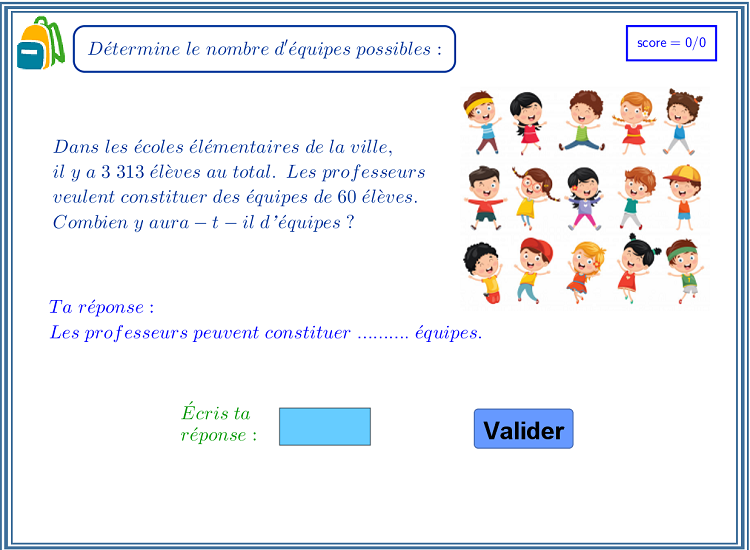 Détermine le nombre d'équipes possibles :
score = 0/0
Dans les écoles élémentaires de la ville,
il y a 3 313 élèves au total. Les professeurs
veulent constituer des équipes de 60 élèves.
Combien y aura − t − il d'équipes ?
Ta réponse :
Les professeurs peuvent constituer .......... équipes.
Écris ta
réponse :
Valider